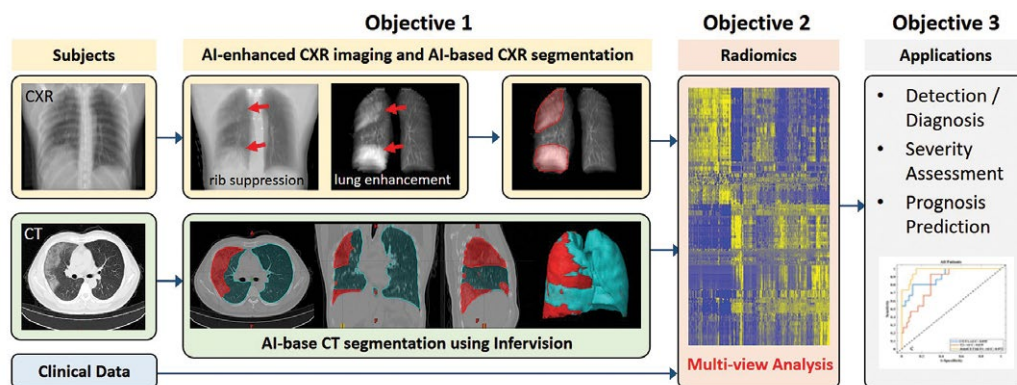 Objective 1
Objective 2
Objective 3
Subjects
AI-enhanced CXR imaging and AI-based CXR segmentation
Radiomics
Applications
CXR
rib suppression
lung enhancement
CT
AI-base CT segmentation using Infervision
Clinical Data
Multi-view Analysis
• Detection /
Diagnosis
• Severity
Assessment
• Prognosis
Prediction
All Patients